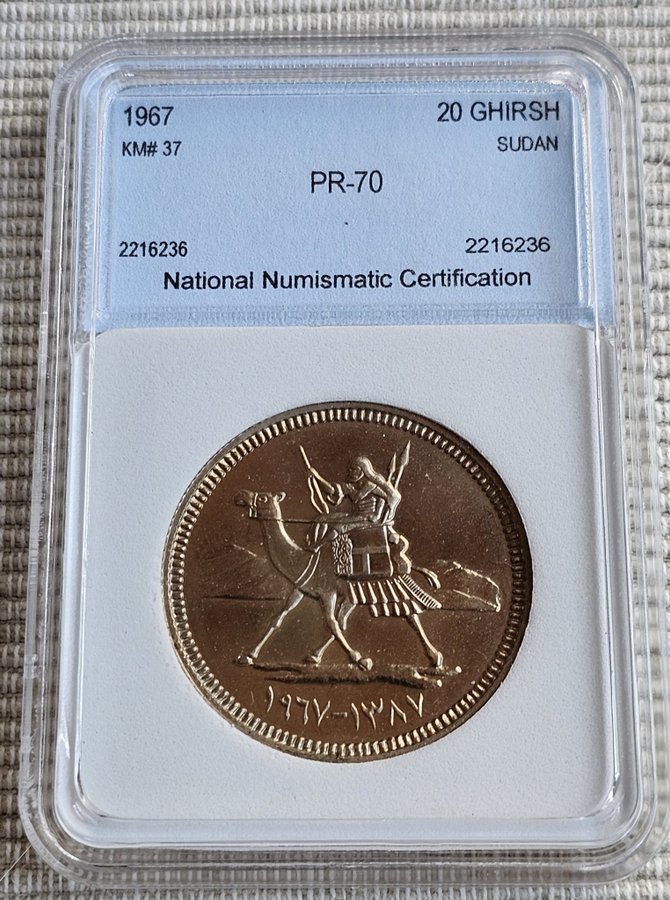 1967 20 GHIRSH
KM# 37 SUDAN
PR-70
2216236 2216236
National Numismatic Certification
١٩٦٧-١٣٨٧